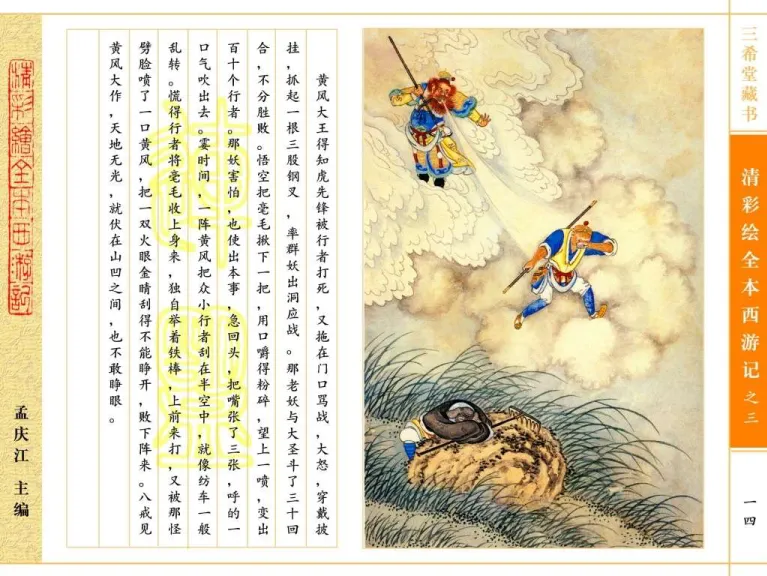 三希堂藏书
清彩绘全本西游记之三
一四
黄风大王得知虎先锋被行者打死，又拖在门口骂战，大怒，穿戴披
挂，抓起一根三股钢叉，率群妖出洞应战。那老妖与大圣斗了三十回
合，不分胜败。悟空把毫毛揪下一把，用口嚼得粉碎，望上一喷，变出
百十个行者。那妖害怕，也使出本事，急回头，把嘴张了三张，呼的一
口气吹出去。霎时间，一阵黄风把众小行者刮在半空中，就像纺车一般
乱转。慌得行者将毫毛收上身来，独自举着铁棒，上前来打，又被那怪
劈脸喷了一口黄风，把一双火眼金睛刮得不能睁开，败下阵来。八戒见
黄风大作，天地无光，就伏在山凹之间，也不敢睁眼。
清彩繪全本西游記
孟庆江 主编